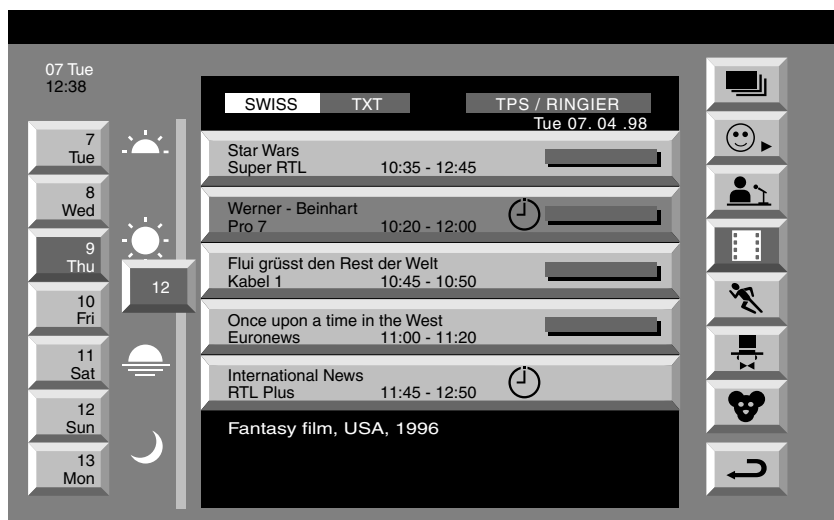 07 Tue
12:38
SWISS TXT TPS / RINGIER
Tue 07. 04 .98
7
Tue
8
Wed
9
Thu
10
Fri
11
Sat
12
Sun
13
Mon
12
Star Wars
Super RTL 10:35 - 12:45
Werner - Beinhart
Pro 7 10:20 - 12:00
Flui grüsst den Rest der Welt
Kabel 1 10:45 - 10:50
Once upon a time in the West
Euronews 11:00 - 11:20
International News
RTL Plus 11:45 - 12:50
Fantasy film, USA, 1996